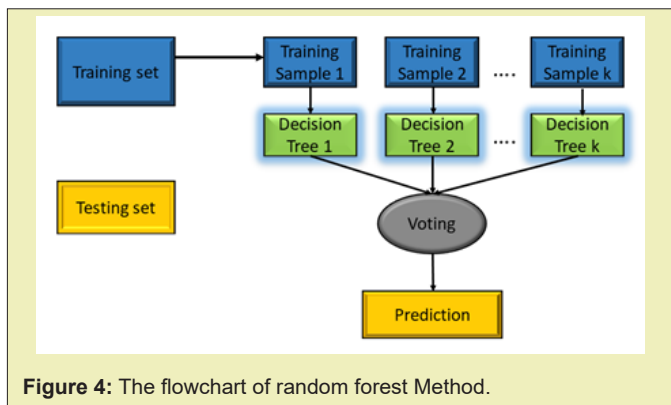 Training set
Training
Sample 1
Training
Sample 2
....
Training
Sample k
Decision
Tree 1
Decision
Tree 2
....
Decision
Tree k
Testing set
Voting
Prediction
Figure 4: The flowchart of random forest Method.